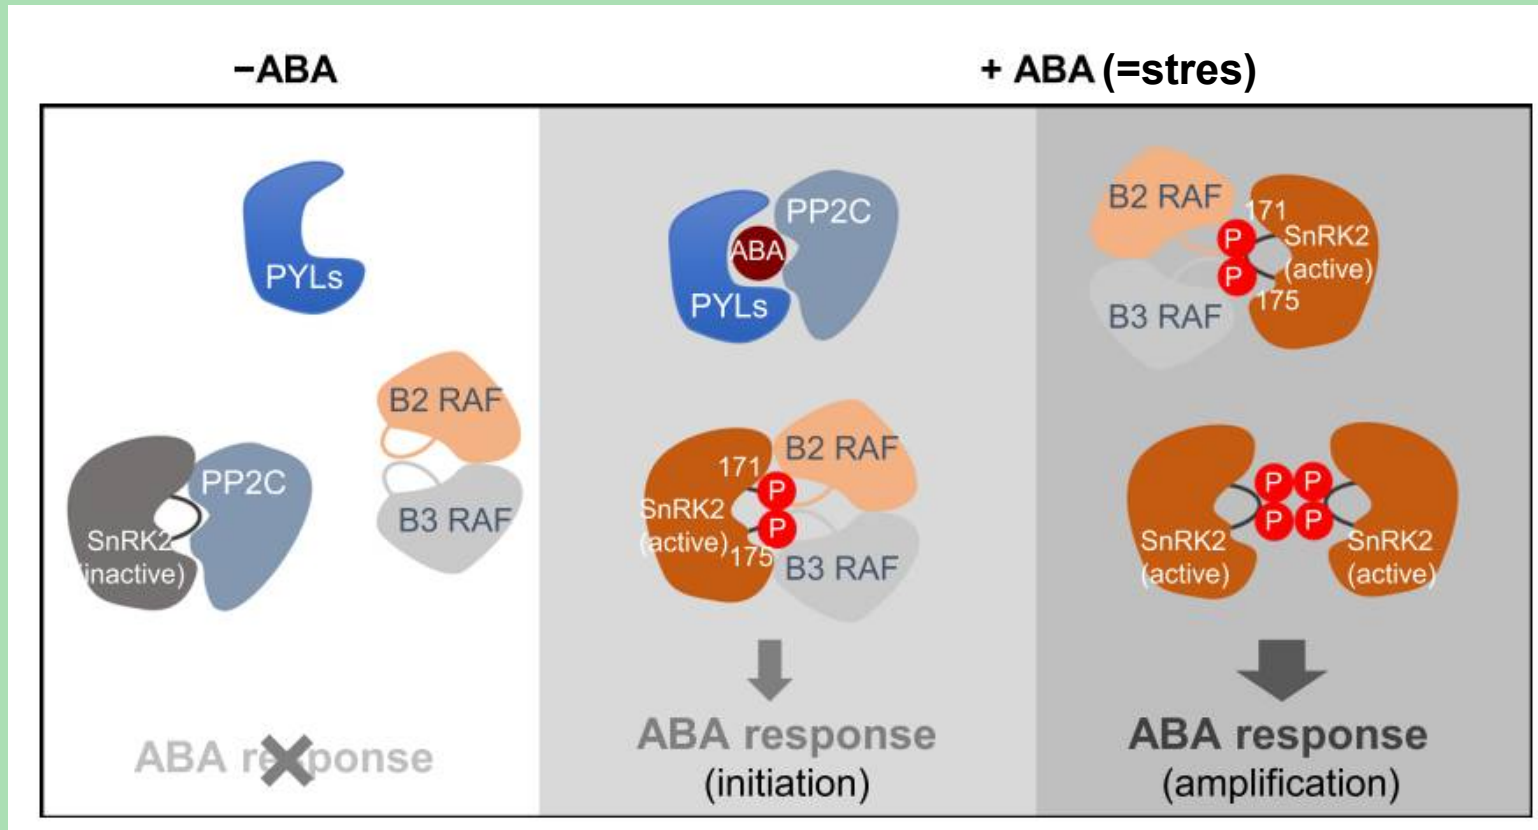 −ABA
+ ABA (=stres)
PYLs
B2 RAF
B3 RAF
PP2C
SnRK2
(inactive)
ABA response
PP2C
ABA
PYLs
B2 RAF
171
P
SnRK2
(active)
P
175
B3 RAF
ABA response
(initiation)
B2 RAF
171
P
SnRK2
(active)
P
175
B3 RAF
P P
P P
SnRK2
(active)
SnRK2
(active)
ABA response
(amplification)